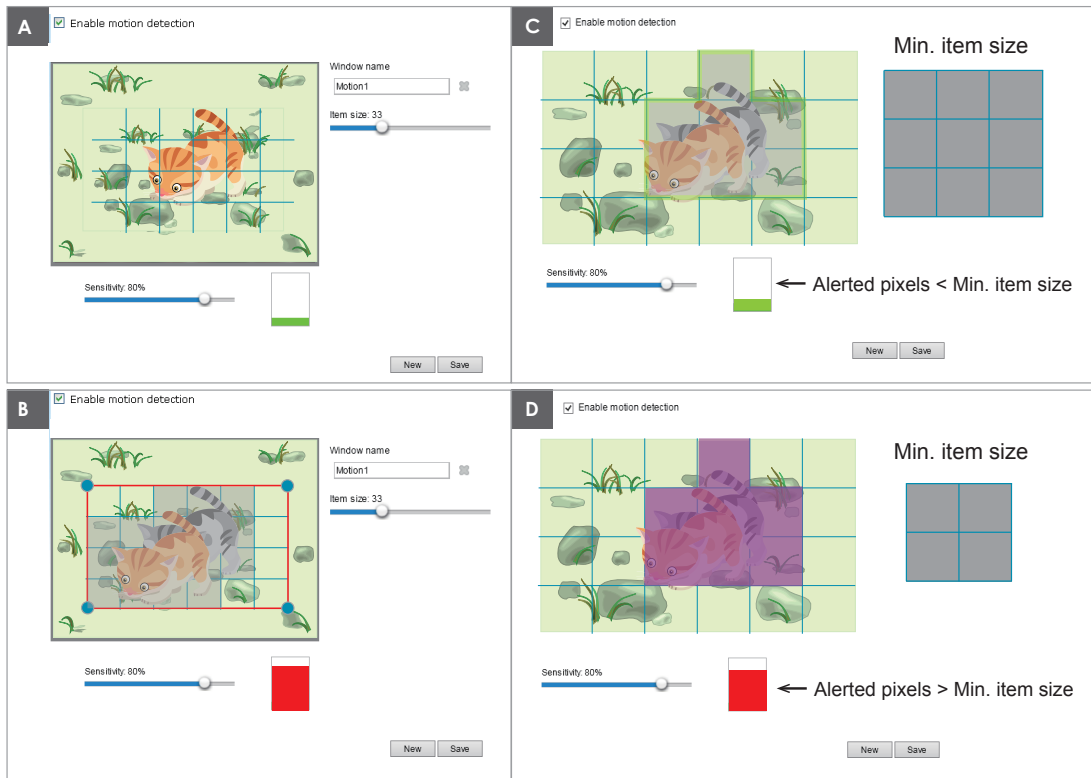 A
Enable motion detection
Window name
Motion1
Item size: 33
Sensitivity: 80%
New Save
C
Enable motion detection
Min. item size
Sensitivity: 80%
Alerted pixels < Min. item size
New Save
B
Enable motion detection
Window name
Motion1
Item size: 33
Sensitivity: 80%
New Save
D
Enable motion detection
Min. item size
Sensitivity: 80%
Alerted pixels > Min. item size
New Save